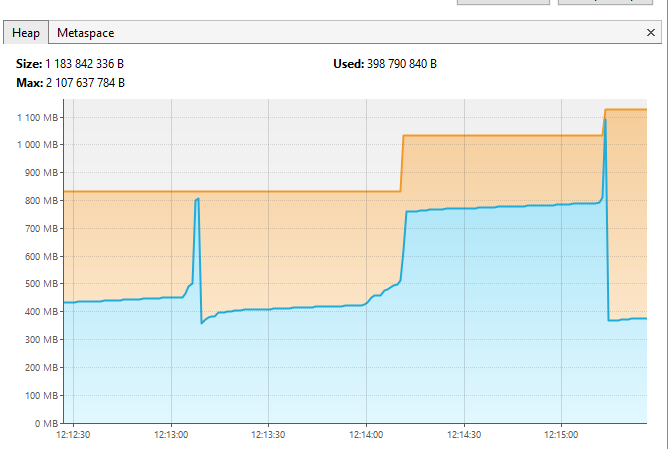 Heap Metaspace ×
Size: 1 183 842 336 B Used: 398 790 840 B
Max: 2 107 637 784 B
1 100 MB
1 000 MB
900 MB
800 MB
700 MB
600 MB
500 MB
400 MB
300 MB
200 MB
100 MB
0 MB
12:12:30 12:13:00 12:13:30 12:14:00 12:14:30 12:15:00